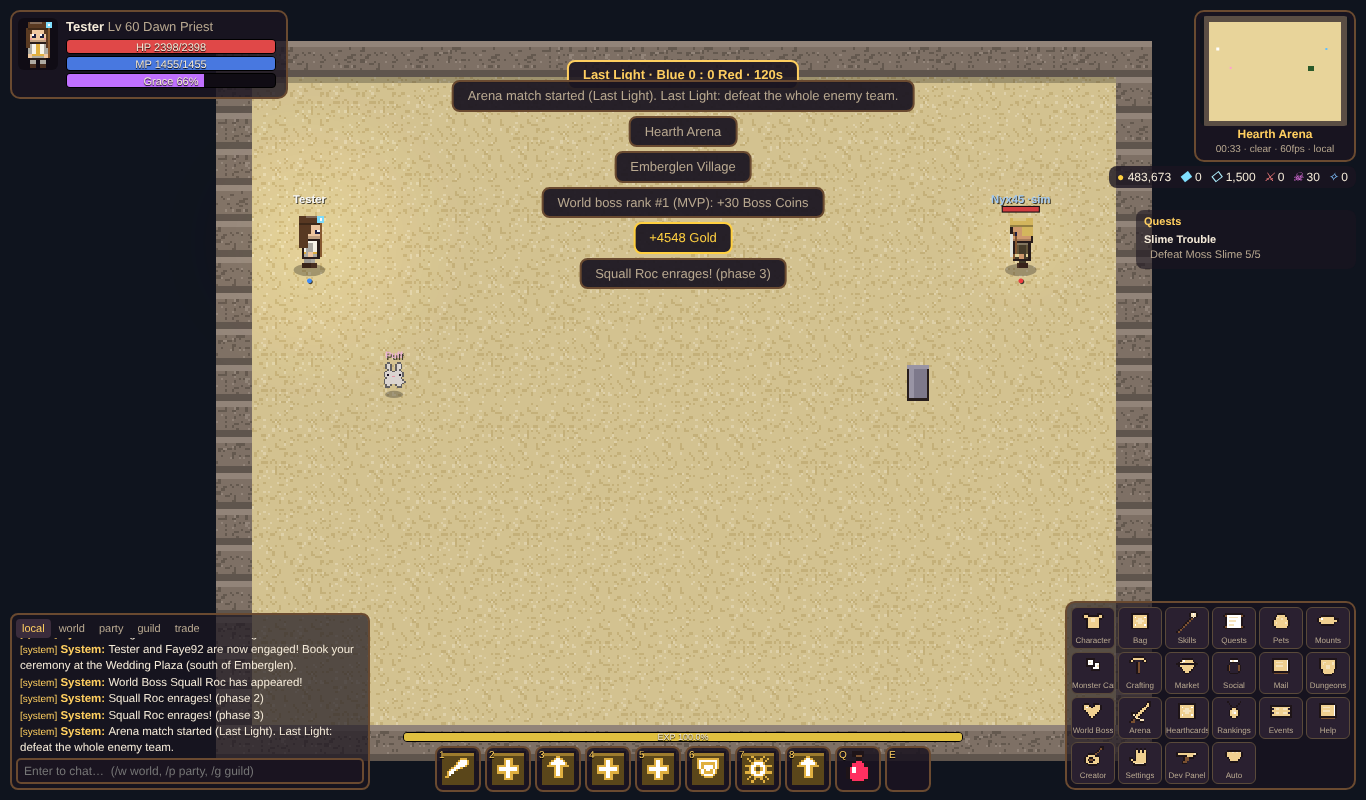 Tester Lv 60 Dawn Priest
HP 2398/2398
MP 1455/1455
Grace 66%
Last Light · Blue 0 : 0 Red · 120s
Arena match started (Last Light). Last Light: defeat the whole enemy team.
Hearth Arena
Emberglen Village
World boss rank #1 (MVP): +30 Boss Coins
+4548 Gold
Squall Roc enrages! (phase 3)
Hearth Arena
00:33 · clear · 60fps · local
483,673 0 1,500 0 30 0
Quests
Slime Trouble
Defeat Moss Slime 5/5
Tester
Nyx45 ·sim
Puff
local world party guild trade
[system] System: Tester and Faye92 are now engaged! Book your
ceremony at the Wedding Plaza (south of Emberglen).
[system] System: World Boss Squall Roc has appeared!
[system] System: Squall Roc enrages! (phase 2)
[system] System: Squall Roc enrages! (phase 3)
[system] System: Arena match started (Last Light). Last Light:
defeat the whole enemy team.
Enter to chat… (/w world, /p party, /g guild)
EXP 100.0%
1 2 3 4 5 6 7 8 Q E
Character Bag Skills Quests Pets Mounts
Monster Ca Crafting Market Social Mail Dungeons
World Boss Arena Hearthcards Rankings Events Help
Creator Settings Dev Panel Auto